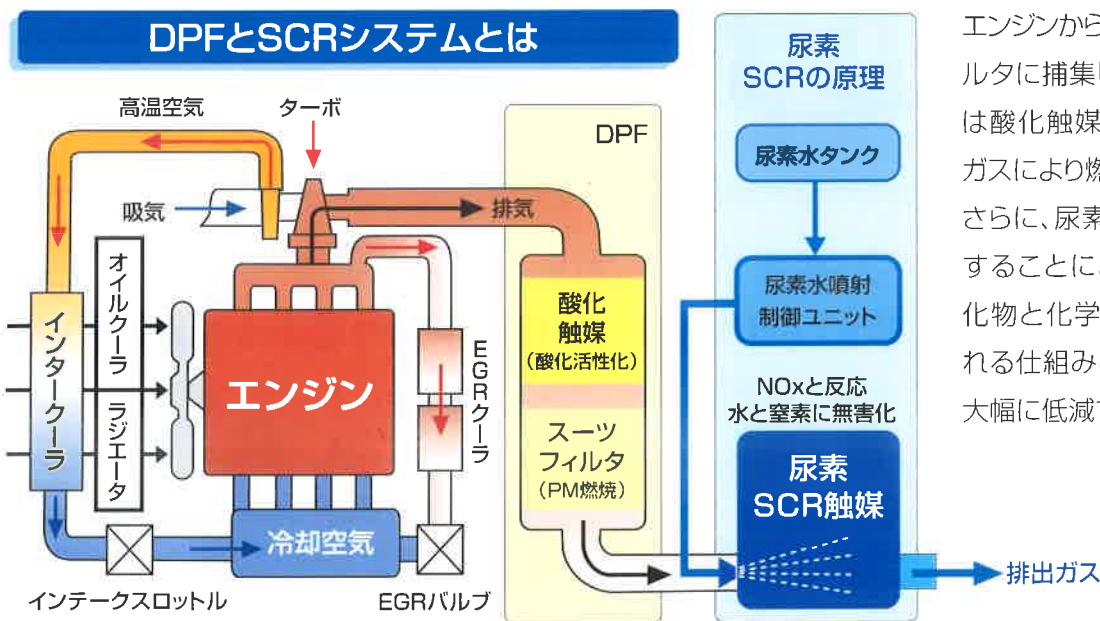 DPFとSCRシステムとは
高温空気
ターボ
吸気
排気
オイルクーラ
ラジエータ
インタークーラ
エンジン
EGRクーラ
冷却空気
インテークスロットル
EGRバルブ
DPF
酸化
触媒
(酸化活性化)
スーツ
フィルタ
(PM燃焼)
尿素
SCRの原理
尿素水タンク
尿素水噴射
制御ユニット
NOxと反応
水と窒素に無害化
尿素
SCR触媒
排出ガス
エンジンから
ルタに捕集
は酸化触媒
ガスにより燃
さらに、尿素
することに
化物と化学
れる仕組み
大幅に低減